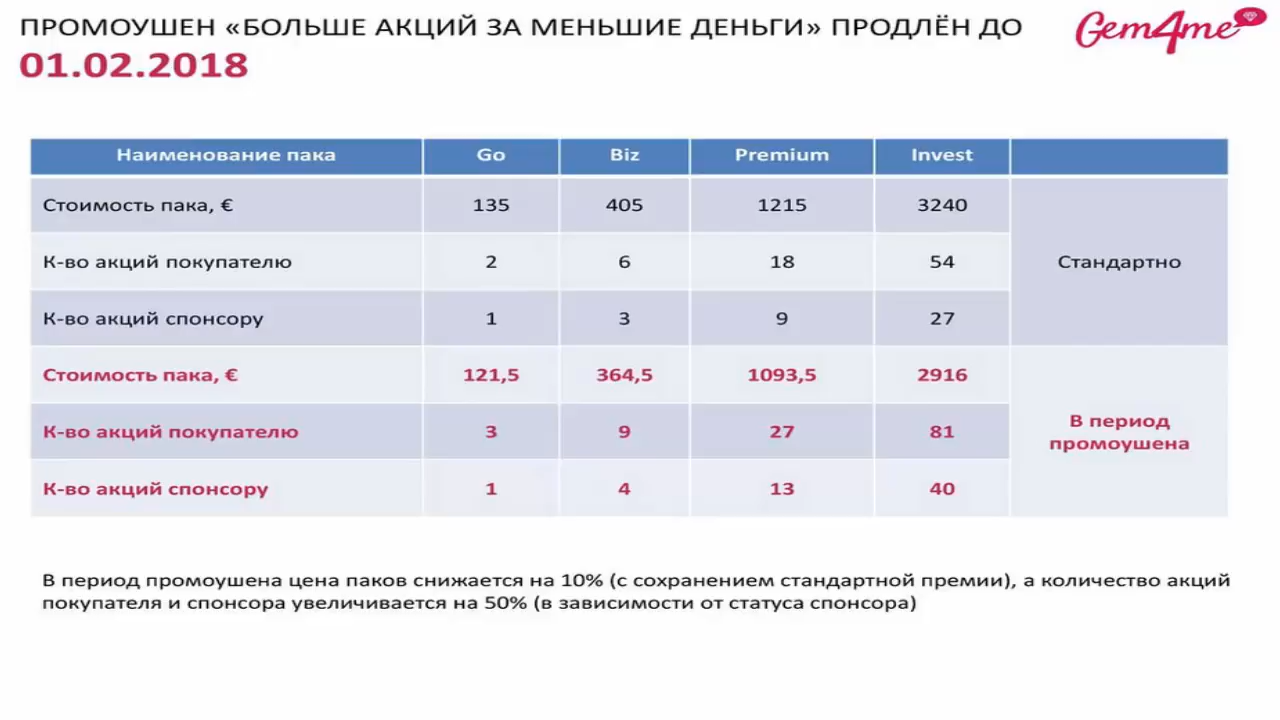 ПРОМОУШЕН «БОЛЬШЕ АКЦИЙ ЗА МЕНЬШИЕ ДЕНЬГИ» ПРОДЛЁН ДО
01.02.2018
Gem4me
Наименование пака Go Biz Premium Invest
Стоимость пака, € 135 405 1215 3240
К-во акций покупателю 2 6 18 54 Стандартно
К-во акций спонсору 1 3 9 27
Стоимость пака, € 121,5 364,5 1093,5 2916
К-во акций покупателю 3 9 27 81 В период
промоушена
К-во акций спонсору 1 4 13 40
В период промоушена цена паков снижается на 10% (с сохранением стандартной премии), а количество акций
покупателя и спонсора увеличивается на 50% (в зависимости от статуса спонсора)